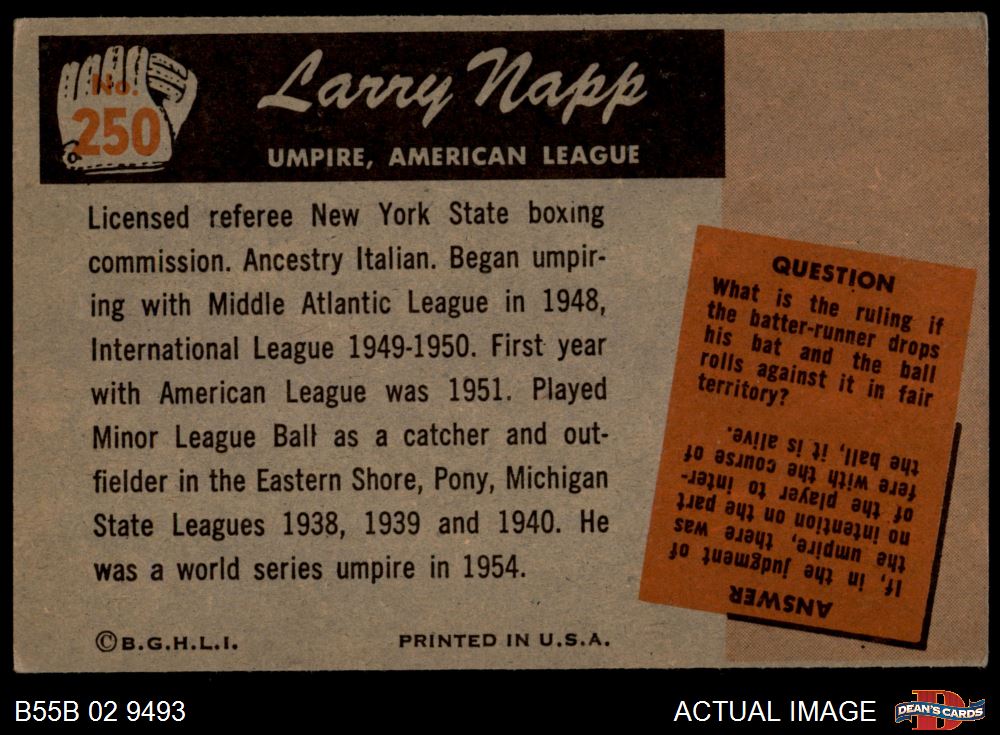 No.
250
Larry Napp
UMPIRE, AMERICAN LEAGUE
Licensed referee New York State boxing
commission. Ancestry Italian. Began umpir-
ing with Middle Atlantic League in 1948,
International League 1949-1950. First year
with American League was 1951. Played
Minor League Ball as a catcher and out-
fielder in the Eastern Shore, Pony, Michigan
State Leagues 1938, 1939 and 1940. He
was a world series umpire in 1954.
©B.G.H.L.I.
PRINTED IN U.S.A.
QUESTION
What is the ruling if
the batter-runner drops
his bat and the ball
rolls against it in fair
territory?
ANSWER
If, in the judgment of
the umpire, there was
no intention on the part
of the player to inter-
fere with the course of
the ball, it is alive.
B55B 02 9493
ACTUAL IMAGE
DEAN'S CARDS